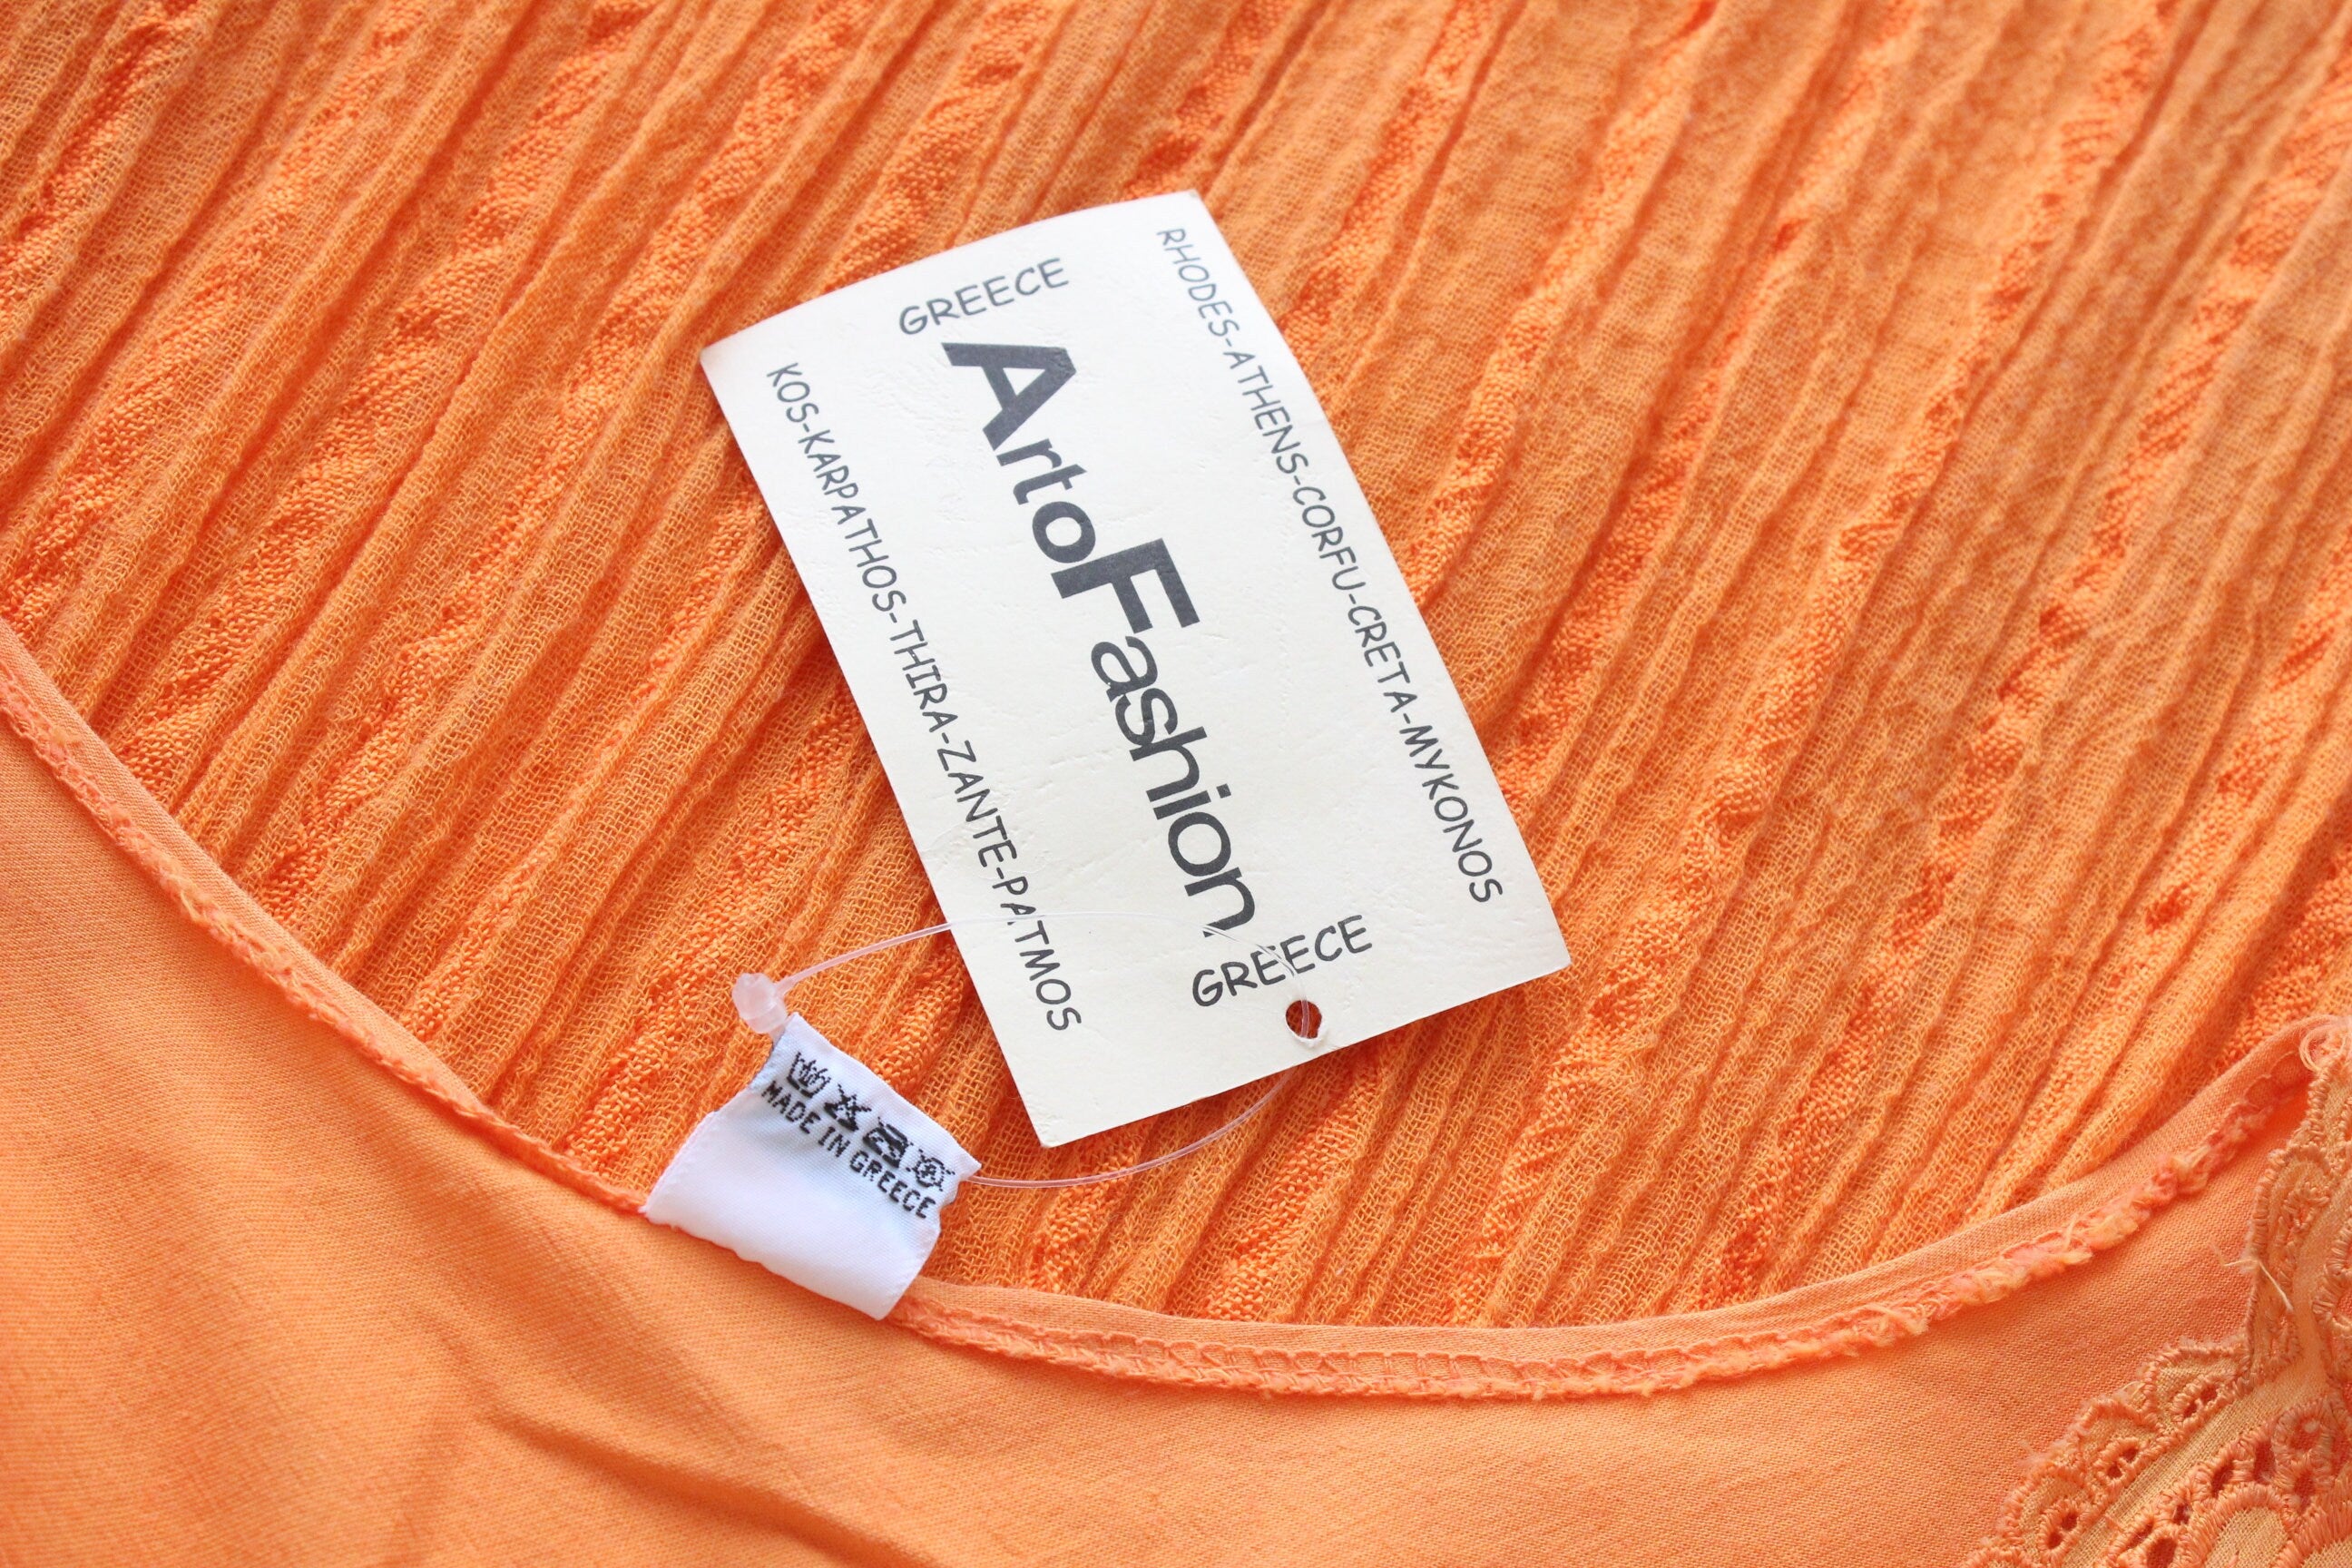 GREECE
RHODES-ATHENS-CORFU-CRETA-MYKONOS
ArtoFashion
KOS-KARPATHOS-THIRA-ZANTE-PATMOS
GREECE
MADE IN GREECE